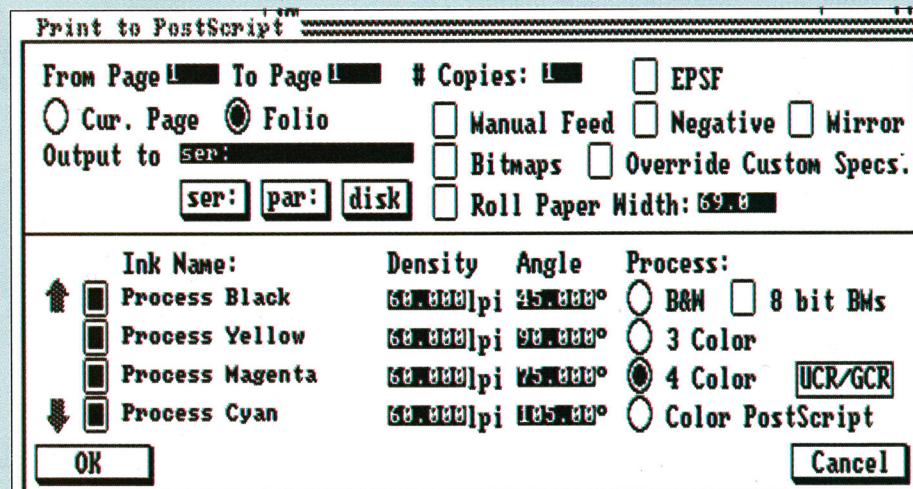 Print to PostScript
From Page 1 To Page 1 # Copies: 1 EPSF
Cur. Page Folio Manual Feed Negative Mirror
Output to ser: Bitmaps Override Custom Specs.
ser: par: disk Roll Paper Width: 69.0
Ink Name: Density Angle Process:
Process Black 60.000lpi 45.000° B&W 8 bit BMs
Process Yellow 60.000lpi 90.000° 3 Color
Process Magenta 60.000lpi 75.000° 4 Color UCR/GCR
Process Cyan 60.000lpi 105.00° Color PostScript
OK Cancel